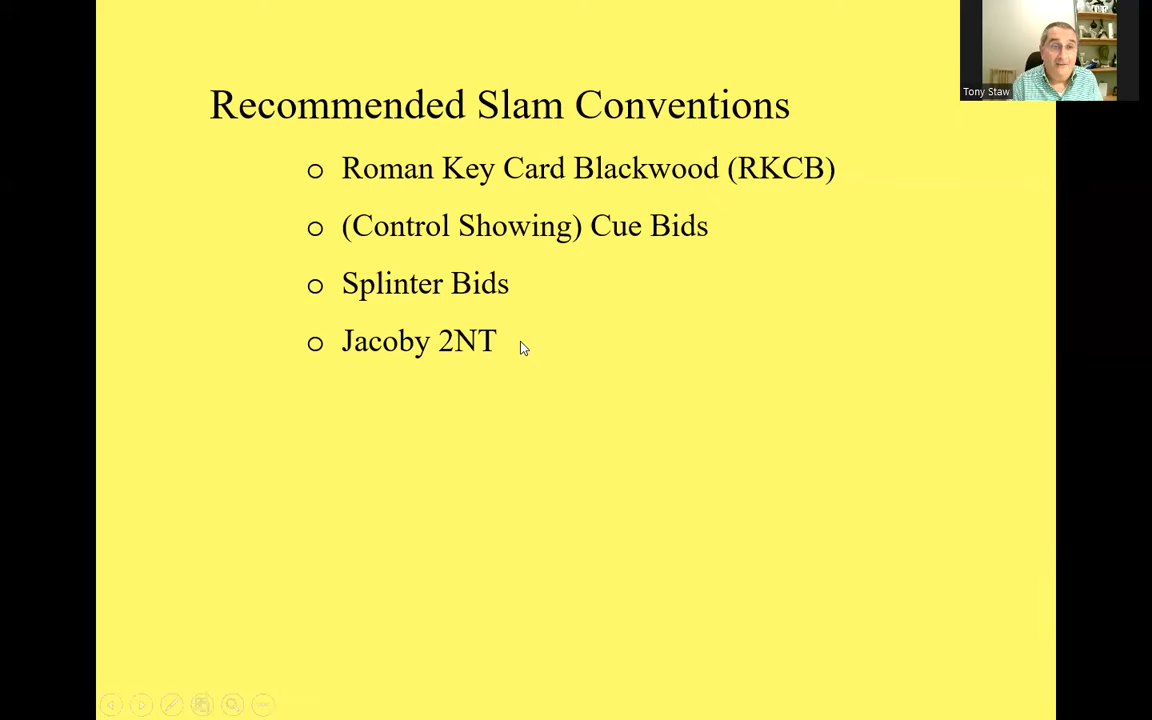 Tony Staw
Recommended Slam Conventions
Roman Key Card Blackwood (RKCB)
(Control Showing) Cue Bids
Splinter Bids
Jacoby 2NT